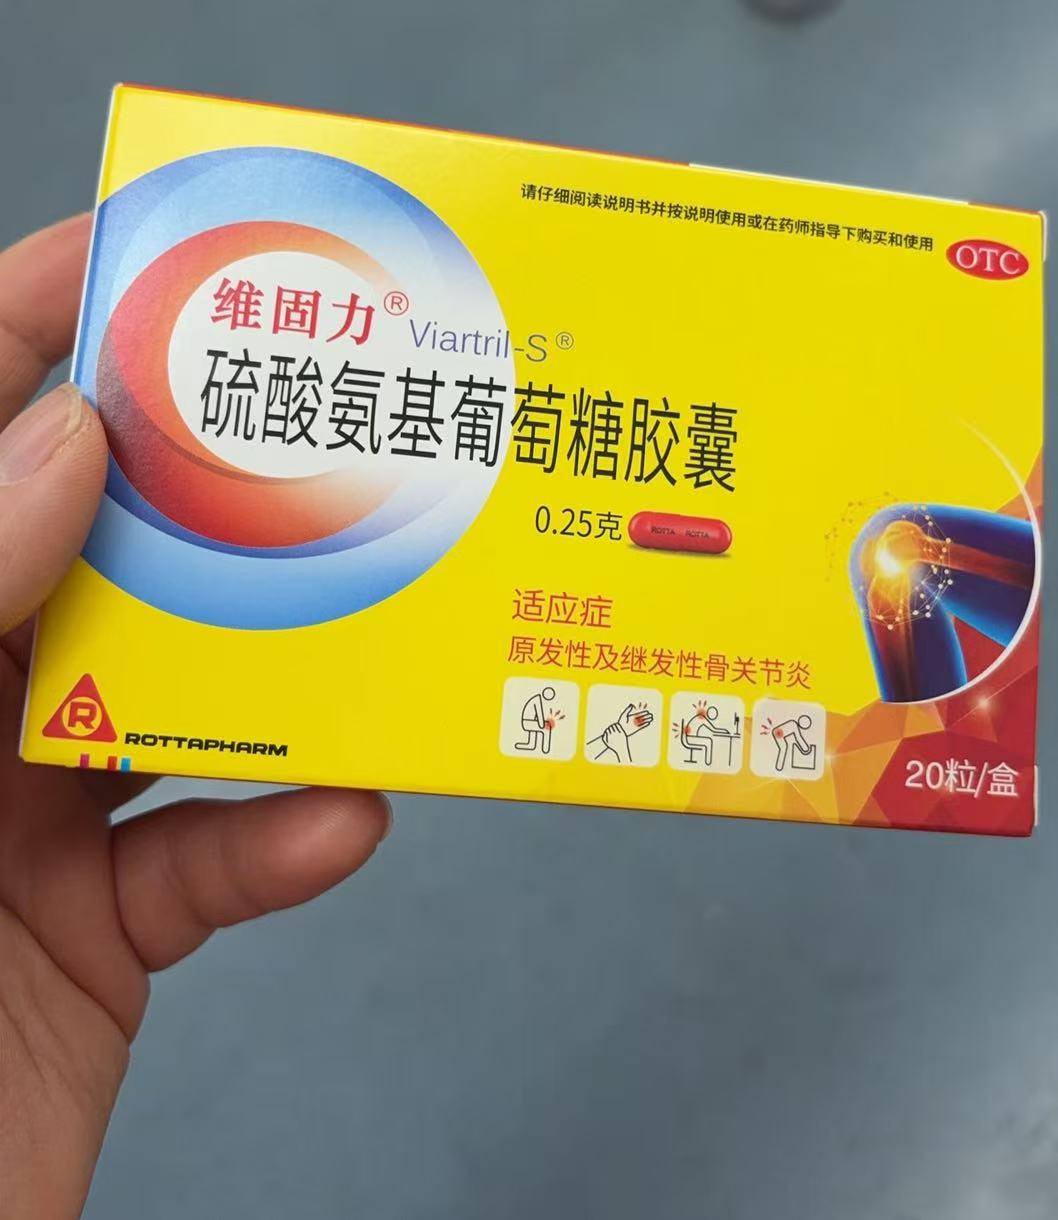 请仔细阅读说明书并按说明使用或在药师指导下购买和使用
OTC
维固力®
Viartril-S®
硫酸氨基葡萄糖胶囊
0.25克
ROTTA ROTTA
适应症
原发性及继发性骨关节炎
R
ROTTAPHARM
20粒/盒